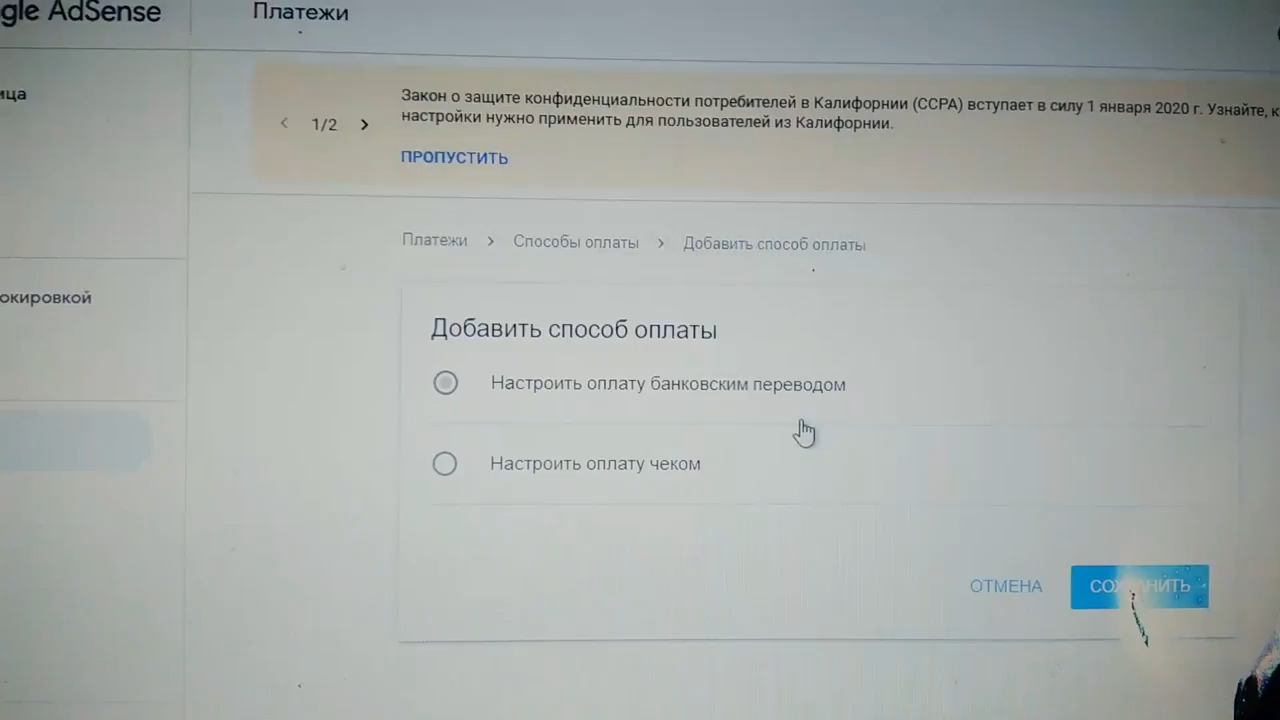 gle AdSense
Платежи
ица
Закон о защите конфиденциальности потребителей в Калифорнии (CCPA) вступает в силу 1 января 2020 г. Узнайте, к
настройки нужно применить для пользователей из Калифорнии.
1/2
ПРОПУСТИТЬ
Платежи > Способы оплаты > Добавить способ оплаты
окировкой
Добавить способ оплаты
Настроить оплату банковским переводом
Настроить оплату чеком
ОТМЕНА
СОХРАНИТЬ